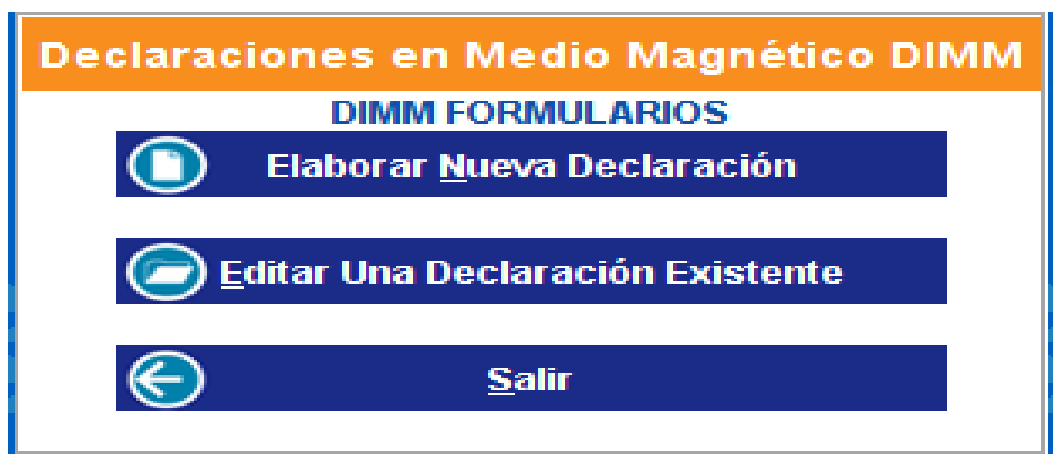 Declaraciones en Medio Magnético DIMM
DIMM FORMULARIOS
Elaborar Nueva Declaración
Editar Una Declaración Existente
Salir